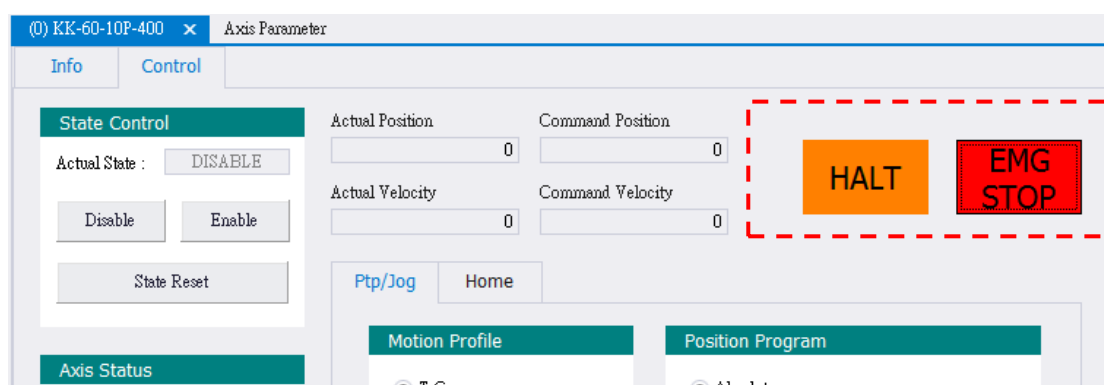 (0) KK-60-10P-400 × Axis Parameter
Info Control
State Control
Actual State : DISABLE
Disable Enable
State Reset
Axis Status
Actual Position Command Position
0 0
Actual Velocity Command Velocity
0 0
HALT
EMG
STOP
Ptp/Jog Home
Motion Profile
Position Program